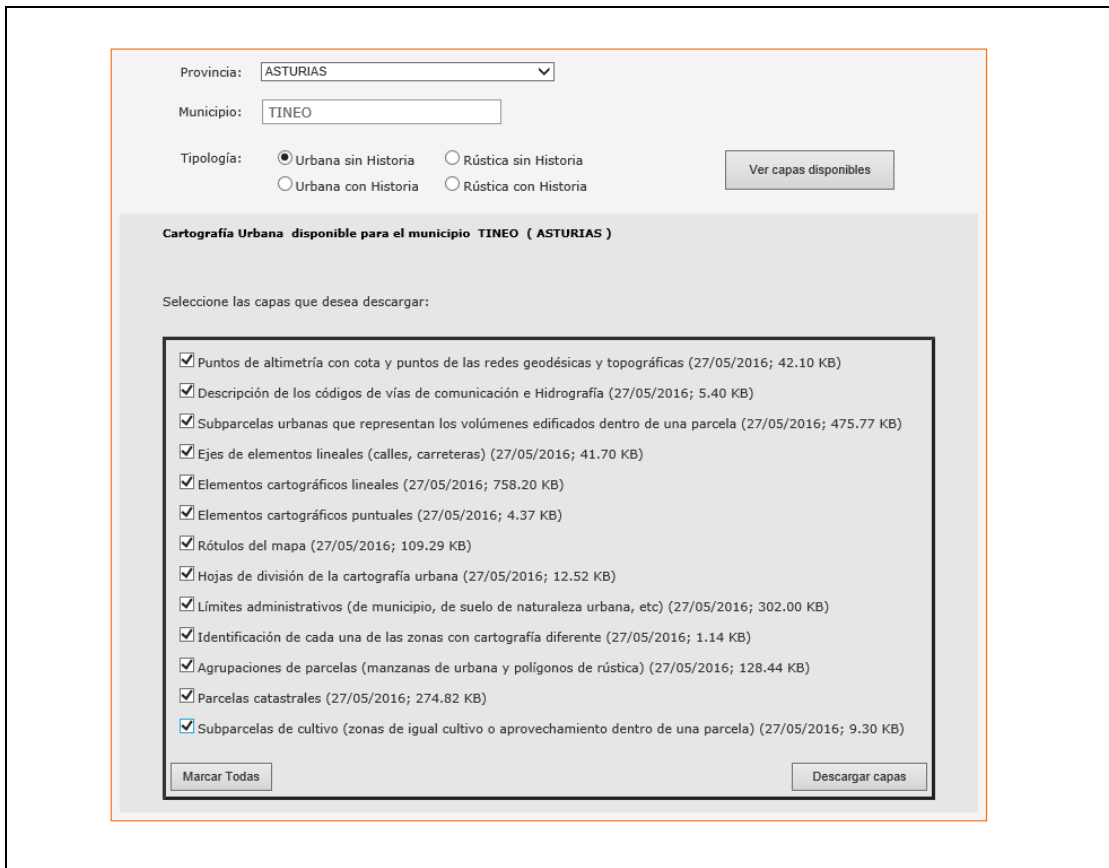 Provincia: ASTURIAS
Municipio: TINEO
Tipología: Urbana sin Historia Rústica sin Historia
Urbana con Historia Rústica con Historia
Ver capas disponibles
Cartografía Urbana disponible para el municipio TINEO ( ASTURIAS )
Seleccione las capas que desea descargar:
Puntos de altimetría con cota y puntos de las redes geodésicas y topográficas (27/05/2016; 42.10 KB)
Descripción de los códigos de vías de comunicación e Hidrografía (27/05/2016; 5.40 KB)
Subparcelas urbanas que representan los volúmenes edificados dentro de una parcela (27/05/2016; 475.77 KB)
Ejes de elementos lineales (calles, carreteras) (27/05/2016; 41.70 KB)
Elementos cartográficos lineales (27/05/2016; 758.20 KB)
Elementos cartográficos puntuales (27/05/2016; 4.37 KB)
Rótulos del mapa (27/05/2016; 109.29 KB)
Hojas de división de la cartografía urbana (27/05/2016; 12.52 KB)
Límites administrativos (de municipio, de suelo de naturaleza urbana, etc) (27/05/2016; 302.00 KB)
Identificación de cada una de las zonas con cartografía diferente (27/05/2016; 1.14 KB)
Agrupaciones de parcelas (manzanas de urbana y polígonos de rústica) (27/05/2016; 128.44 KB)
Parcelas catastrales (27/05/2016; 274.82 KB)
Subparcelas de cultivo (zonas de igual cultivo o aprovechamiento dentro de una parcela) (27/05/2016; 9.30 KB)
Marcar Todas Descargar capas